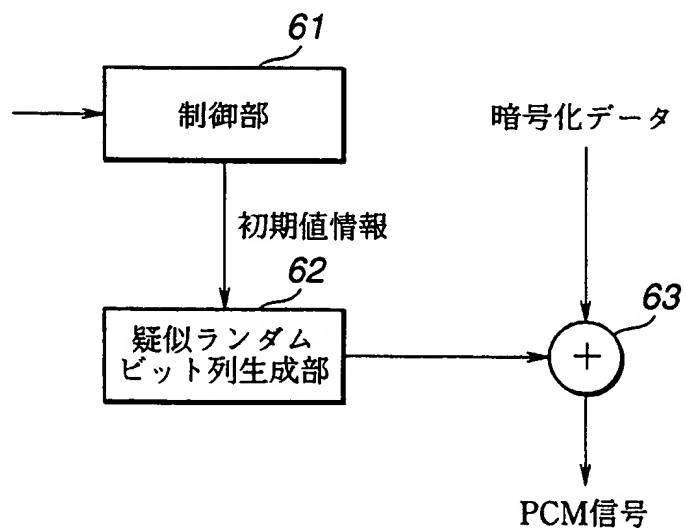 61
制御部
暗号化データ
初期値情報
62
疑似ランダム
ビット列生成部
63
+
PCM信号